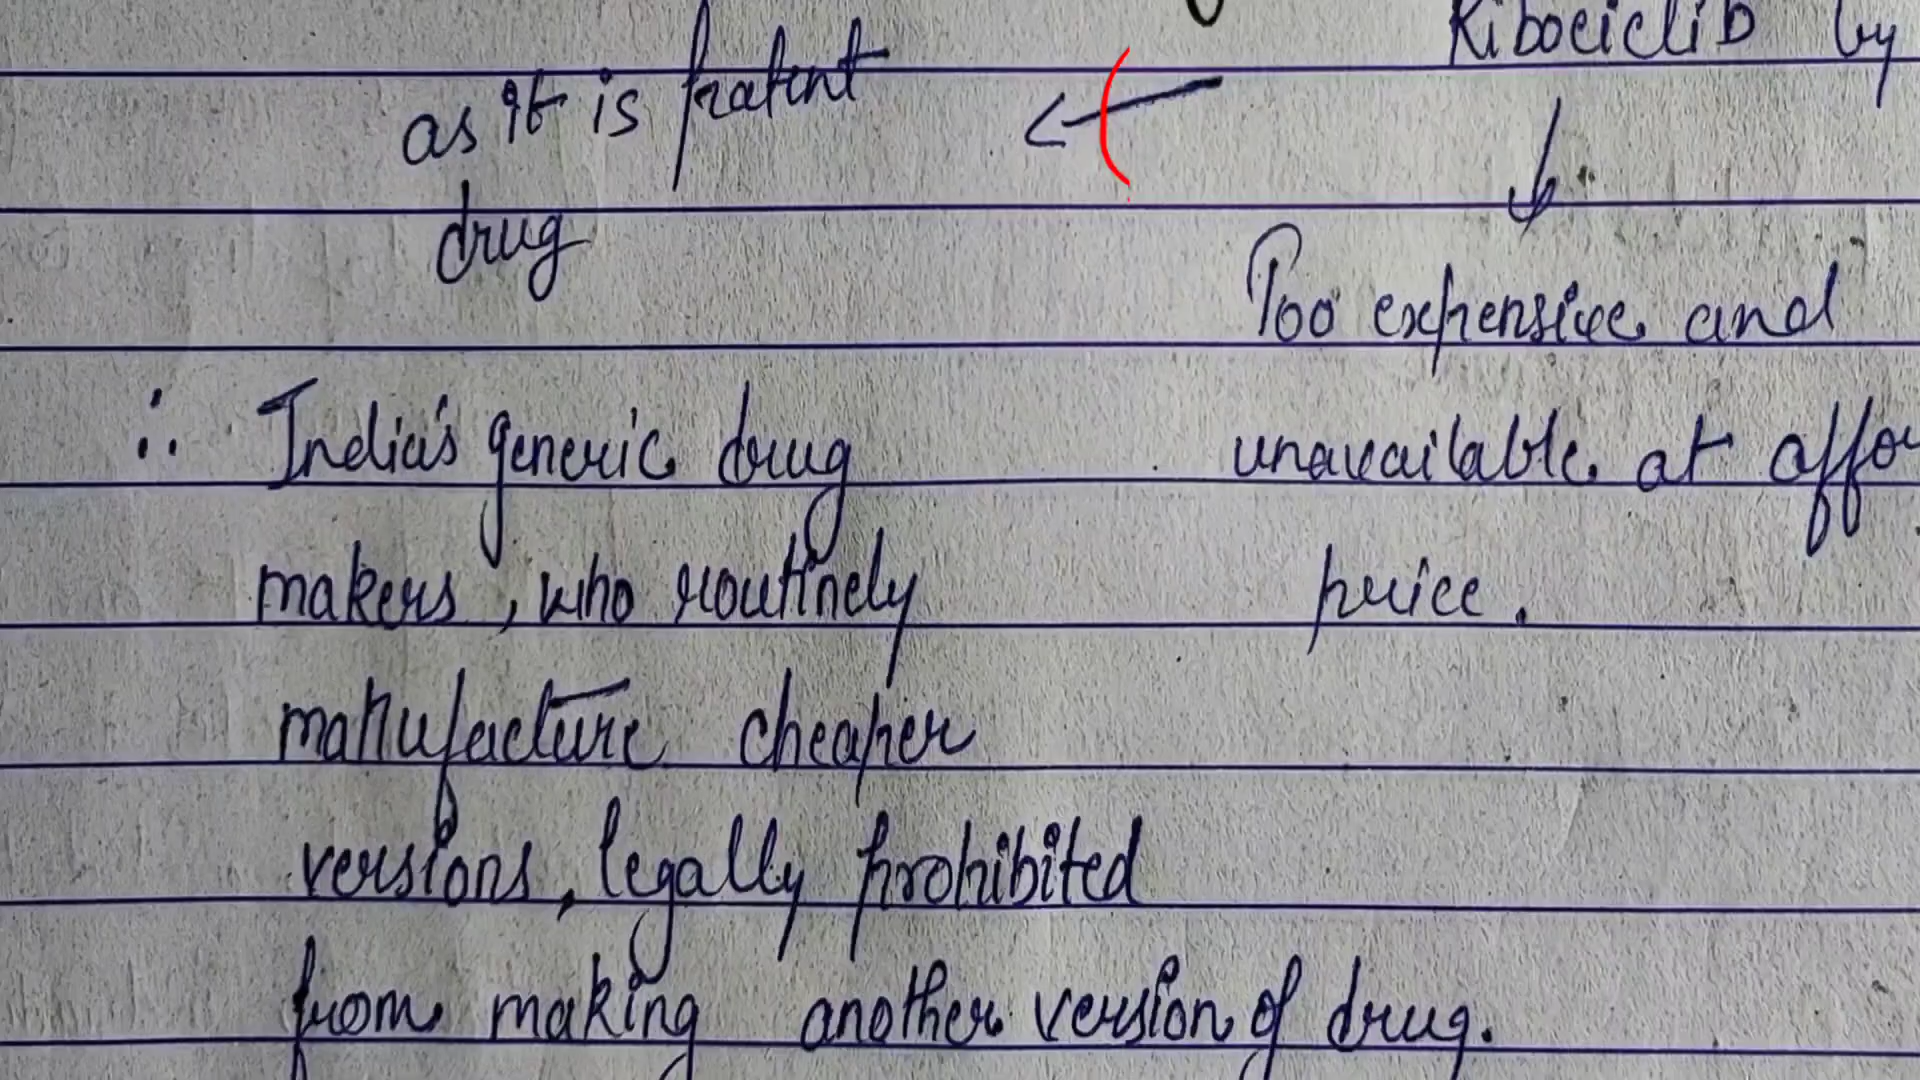 Ribociclib by
as it is patent
drug
Too expensive and
unavailable at affo
price.
∴ India's generic drug
makers, who routinely
manufacture cheaper
versions, legally prohibited
from making another version of drug.